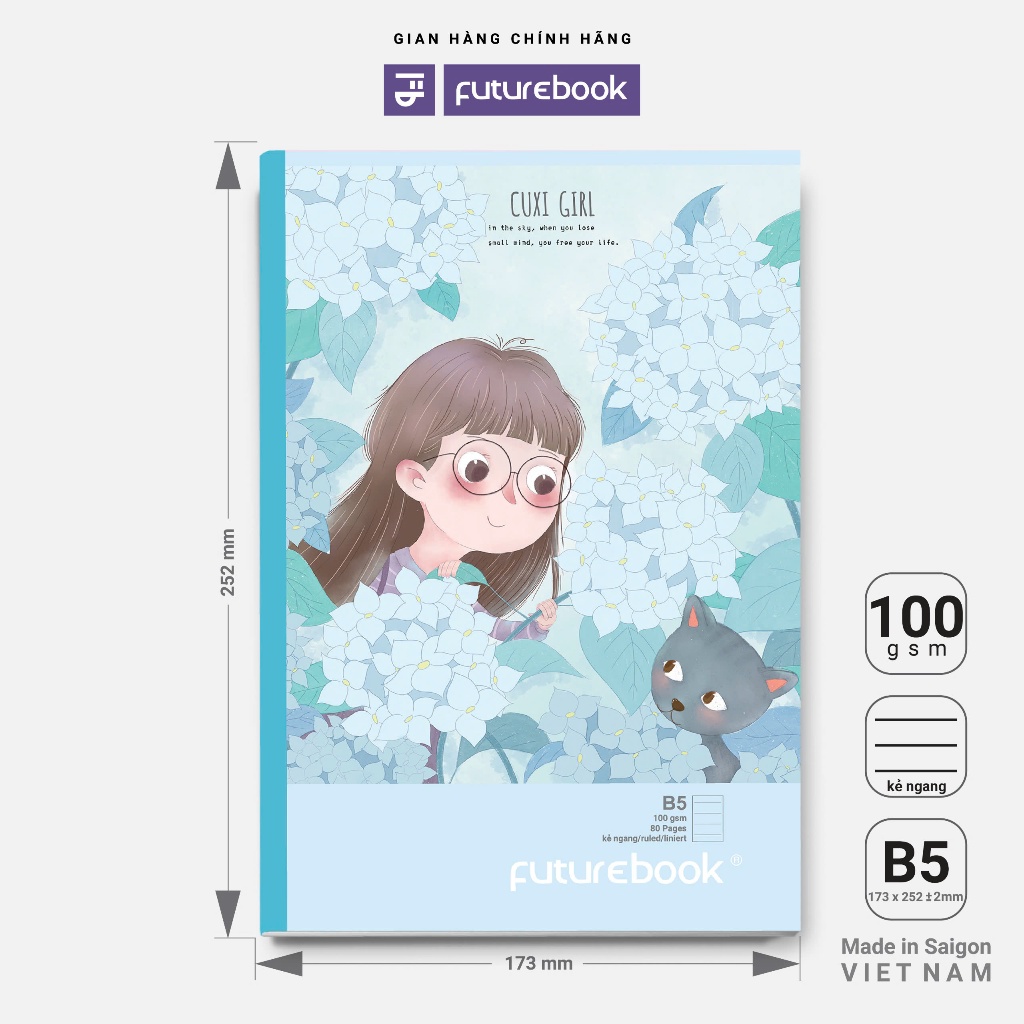 GIAN HÀNG CHÍNH HÃNG
futurebook
CUXI GIRL
in the sky, when you lose
small mind, you free your life.
252 mm
100
gsm
kẻ ngang
B5
100 gsm
80 Pages
kẻ ngang/ruled/liniert
futurebook®
B5
173 x 252 ±2mm
173 mm
Made in Saigon
VIET NAM